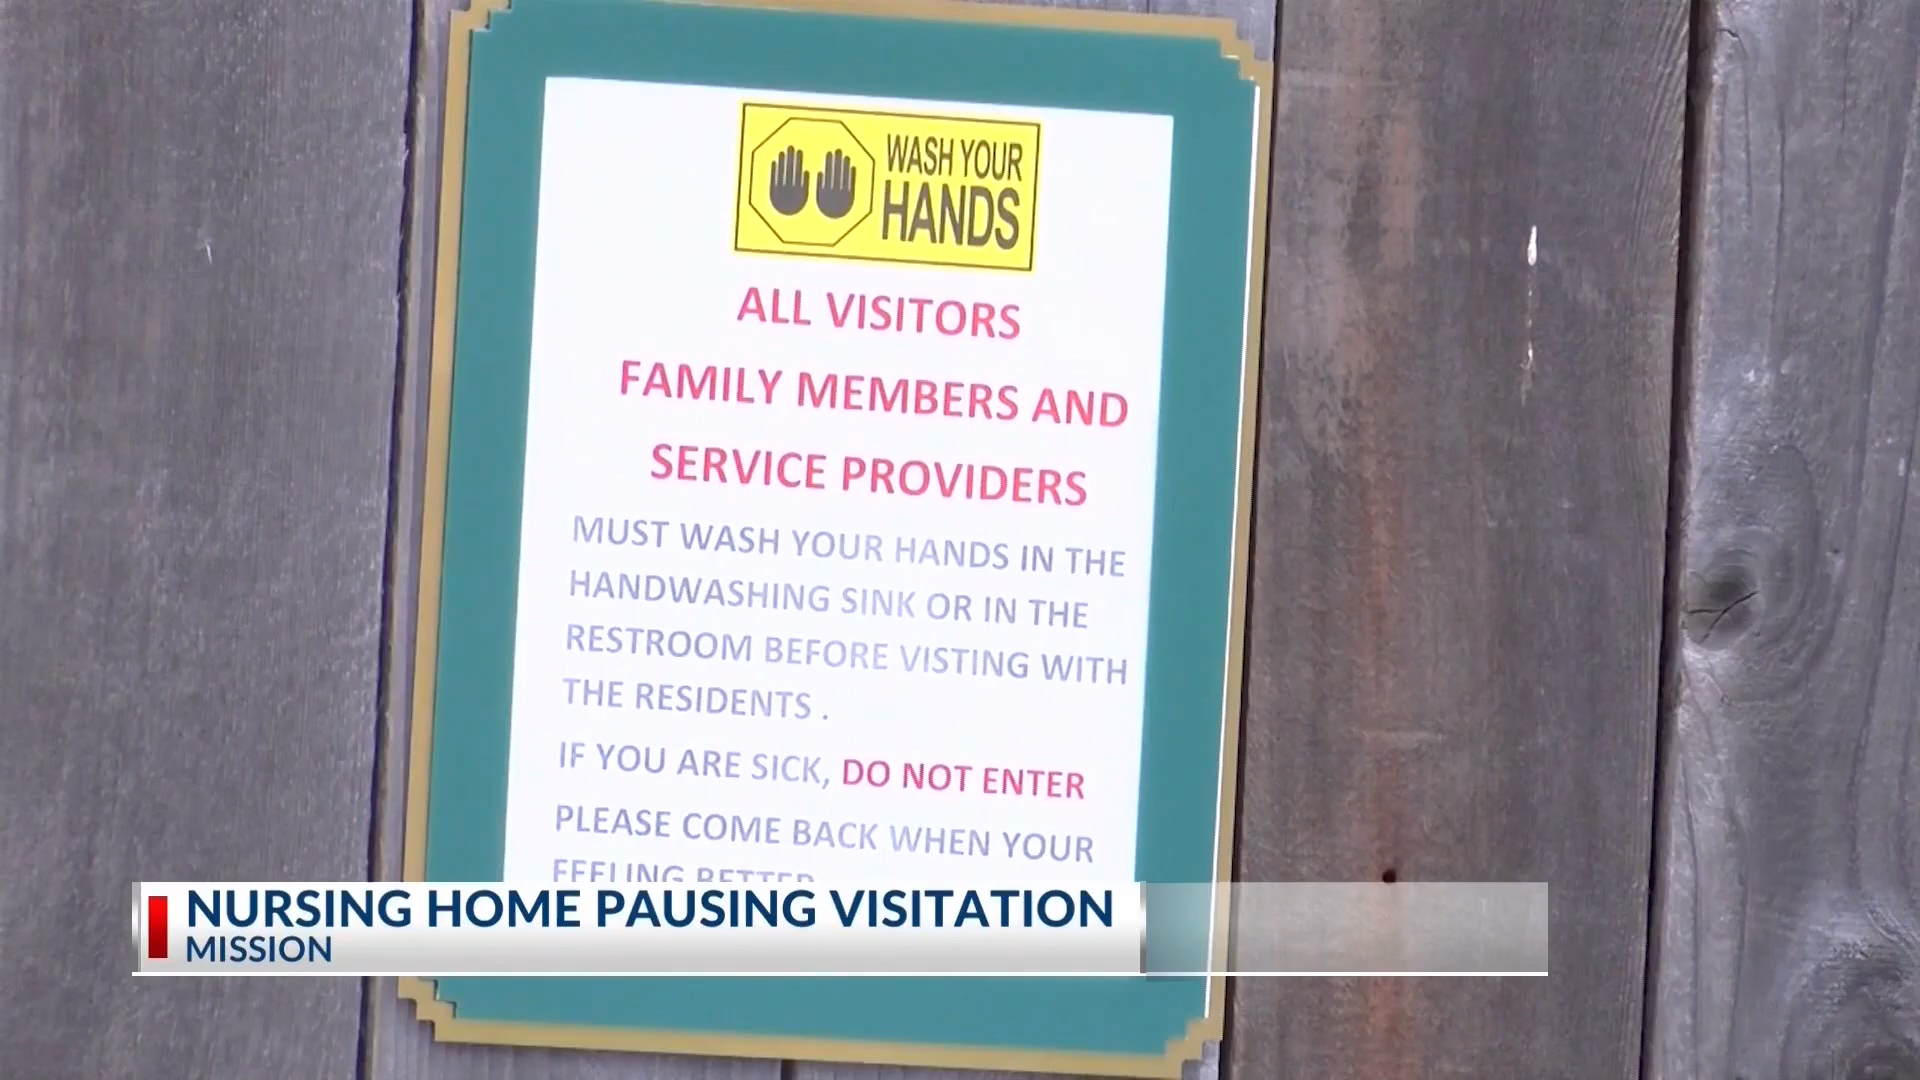 WASH YOUR
HANDS
ALL VISITORS
FAMILY MEMBERS AND
SERVICE PROVIDERS
MUST WASH YOUR HANDS IN THE
HANDWASHING SINK OR IN THE
RESTROOM BEFORE VISTING WITH
THE RESIDENTS .
IF YOU ARE SICK, DO NOT ENTER
PLEASE COME BACK WHEN YOUR
FEELING BETTER
NURSING HOME PAUSING VISITATION
MISSION